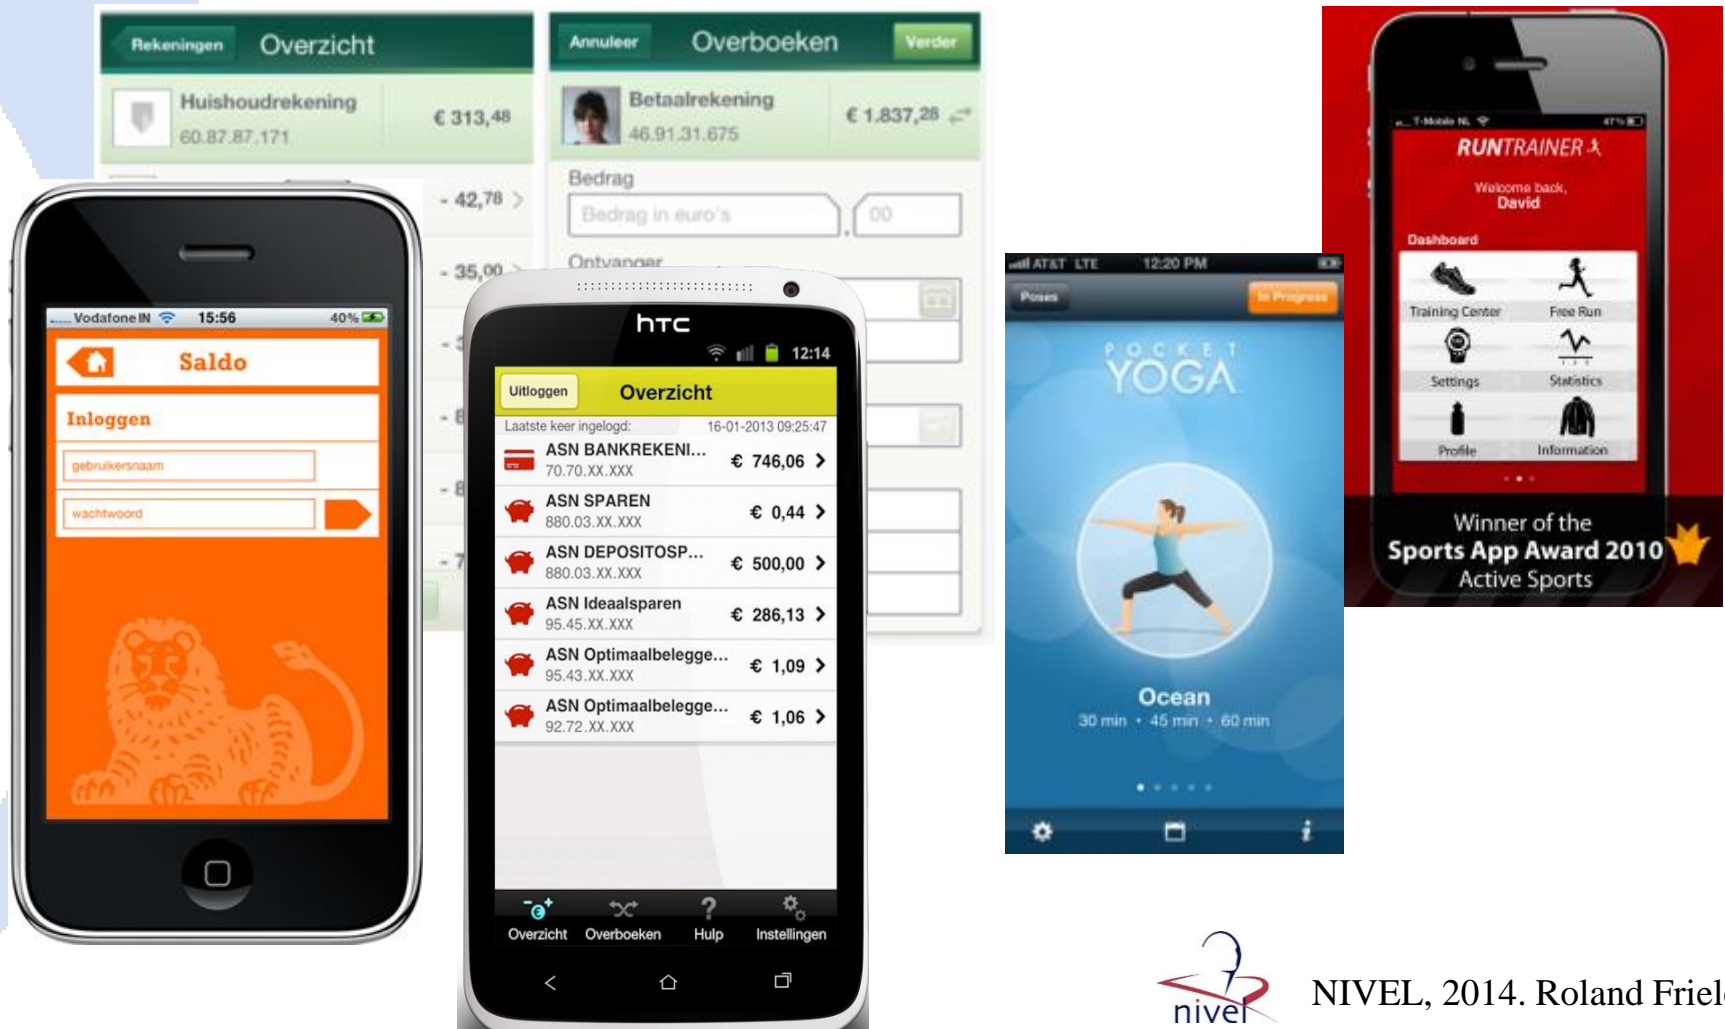 Rekeningen Overzicht
Huishoudrekening
60.87.87.171
€ 313,48
- 42,78
- 35,00
Annuleer Overboeken Verder
Betaalrekening
46.91.31.675
€ 1.837,28
Bedrag
Bedrag in euro's
00
Ontvanger
Vodafone IN 15:56 40%
Saldo
Inloggen
gebruikersnaam
wachtwoord
hTC
12:14
Uitloggen Overzicht
Laatste keer ingelogd: 16-01-2013 09:25:47
ASN BANKREKENI...
70.70.XX.XXX
€ 746,06
ASN SPAREN
880.03.XX.XXX
€ 0,44
ASN DEPOSITOSP...
880.03.XX.XXX
€ 500,00
ASN Ideaalsparen
95.45.XX.XXX
€ 286,13
ASN Optimaalbelegge...
95.43.XX.XXX
€ 1,09
ASN Optimaalbelegge...
92.72.XX.XXX
€ 1,06
Overzicht Overboeken Hulp Instellingen
AT&T LTE 12:20 PM
Poses In Progress
POCKET
YOGA
Ocean
30 min • 45 min • 60 min
T-Mobile NL 47%
RUNTRAINER
Welcome back,
David
Dashboard
Training Center Free Run
Settings Statistics
Profile Information
Winner of the
Sports App Award 2010
Active Sports
nivel
NIVEL, 2014. Roland